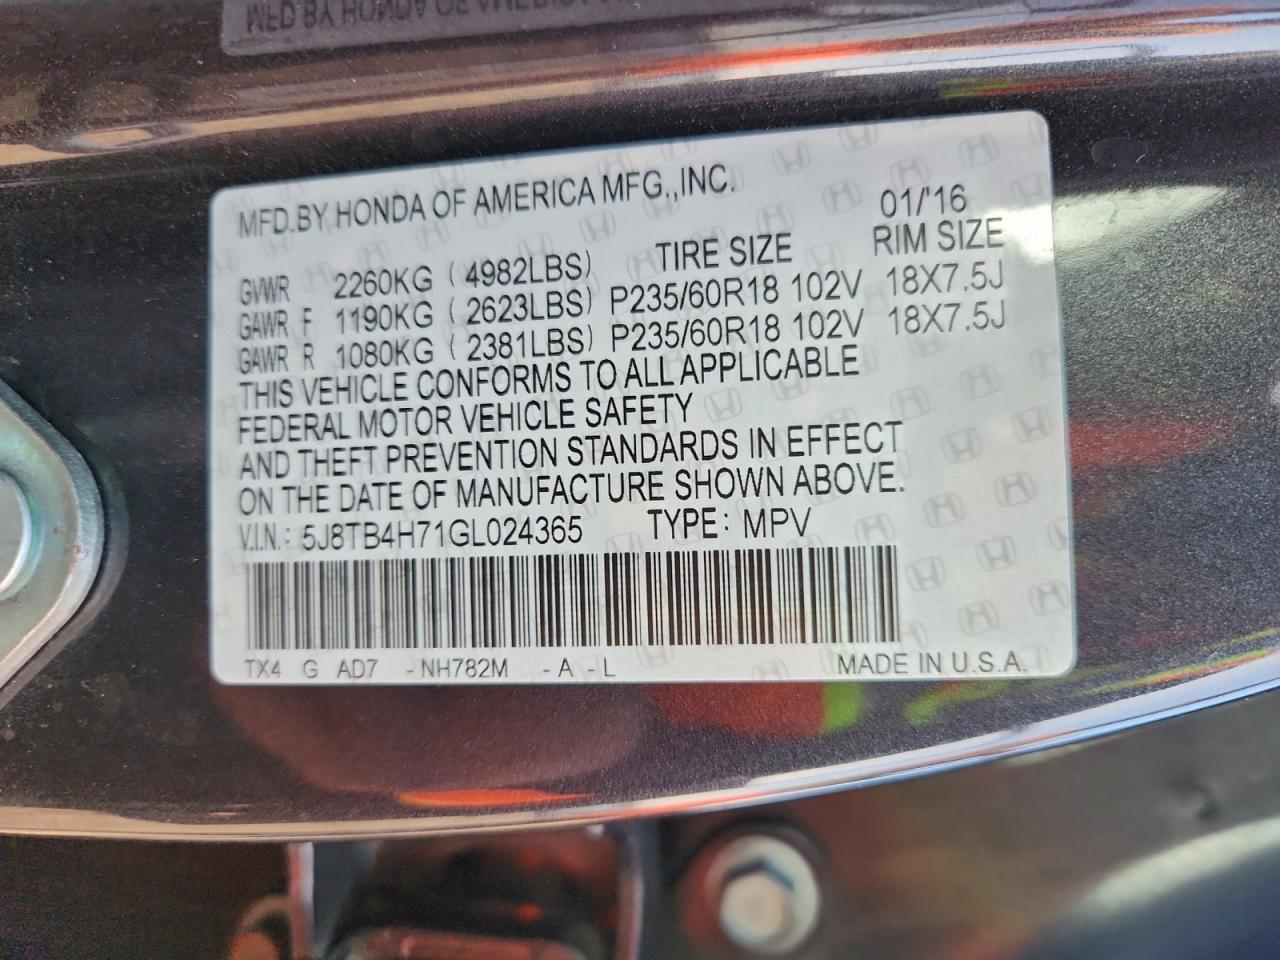 MFD.BY HONDA OF AMERICA MFG.,INC. 01/'16
TIRE SIZE RIM SIZE
GVWR 2260KG (4982LBS)
GAWR F 1190KG (2623LBS) P235/60R18 102V 18X7.5J
GAWR R 1080KG (2381LBS) P235/60R18 102V 18X7.5J
THIS VEHICLE CONFORMS TO ALL APPLICABLE
FEDERAL MOTOR VEHICLE SAFETY
AND THEFT PREVENTION STANDARDS IN EFFECT
ON THE DATE OF MANUFACTURE SHOWN ABOVE.
V.I.N.: 5J8TB4H71GL024365 TYPE: MPV
TX4 G AD7 -NH782M -A -L MADE IN U.S.A.